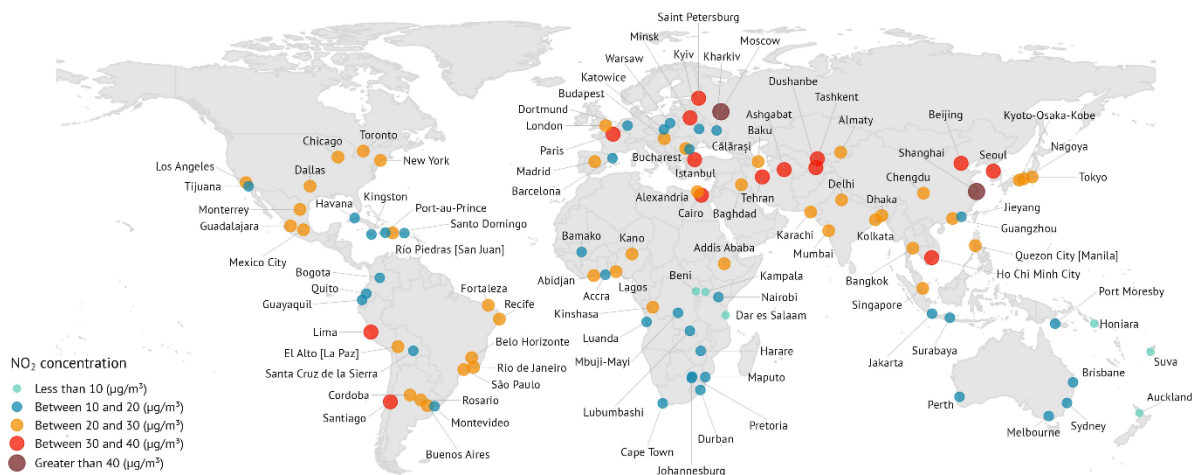 Saint Petersburg
Minsk
Moscow
Kyiv
Kharkiv
Warsaw
Katowice
Dushanbe
Budapest
Tashkent
Dortmund
Ashgabat
Beijing
Kyoto-Osaka-Kobe
Chicago
Toronto
London
Baku
Almaty
Nagoya
Paris
Bucharest
Călărași
Shanghai
Seoul
Los Angeles
New York
Madrid
Istanbul
Delhi
Chengdu
Tokyo
Dallas
Tijuana
Kingston
Barcelona
Alexandria
Tehran
Dhaka
Havana
Port-au-Prince
Cairo
Baghdad
Jieyang
Monterrey
Santo Domingo
Karachi
Kolkata
Guangzhou
Guadalajara
Río Piedras [San Juan]
Bamako
Kano
Addis Ababa
Mumbai
Quezon City [Manila]
Mexico City
Bangkok
Ho Chi Minh City
Bogota
Abidjan
Beni
Kampala
Port Moresby
Quito
Fortaleza
Accra
Lagos
Nairobi
Singapore
Guayaquil
Recife
Kinshasa
Dar es Salaam
Honiara
Lima
Luanda
Belo Horizonte
Mbuji-Mayi
Harare
Jakarta
Surabaya
El Alto [La Paz]
Rio de Janeiro
Suva
Santa Cruz de la Sierra
São Paulo
Maputo
Brisbane
Cordoba
Rosario
Lubumbashi
Perth
Auckland
Santiago
Montevideo
Pretoria
Sydney
Buenos Aires
Cape Town
Durban
Melbourne
Johannesburg
NO₂ concentration
Less than 10 (µg/m³)
Between 10 and 20 (µg/m³)
Between 20 and 30 (µg/m³)
Between 30 and 40 (µg/m³)
Greater than 40 (µg/m³)